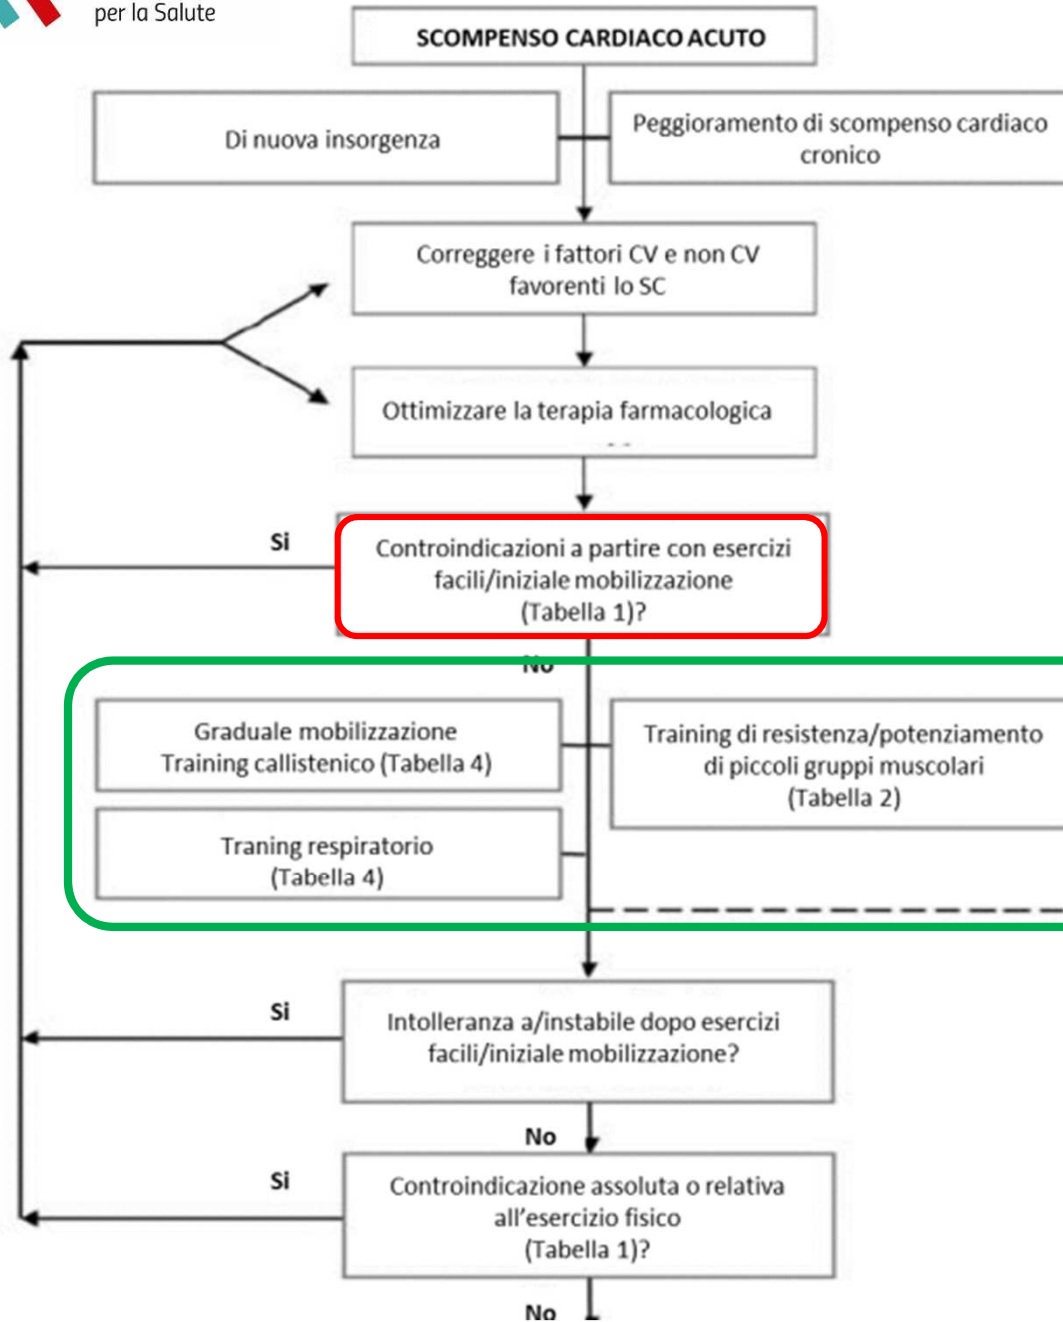 per la Salute
SCOMPENSO CARDIACO ACUTO
Di nuova insorgenza
Peggioramento di scompenso cardiaco
cronico
Correggere i fattori CV e non CV
favorenti lo SC
Ottimizzare la terapia farmacologica
Si
Controindicazioni a partire con esercizi
facili/iniziale mobilizzazione
(Tabella 1)?
No
Graduale mobilizzazione
Training callistenico (Tabella 4)
Training di resistenza/potenziamento
di piccoli gruppi muscolari
(Tabella 2)
Traning respiratorio
(Tabella 4)
Si
Intolleranza a/instabile dopo esercizi
facili/iniziale mobilizzazione?
No
Si
Controindicazione assoluta o relativa
all'esercizio fisico
(Tabella 1)?
No